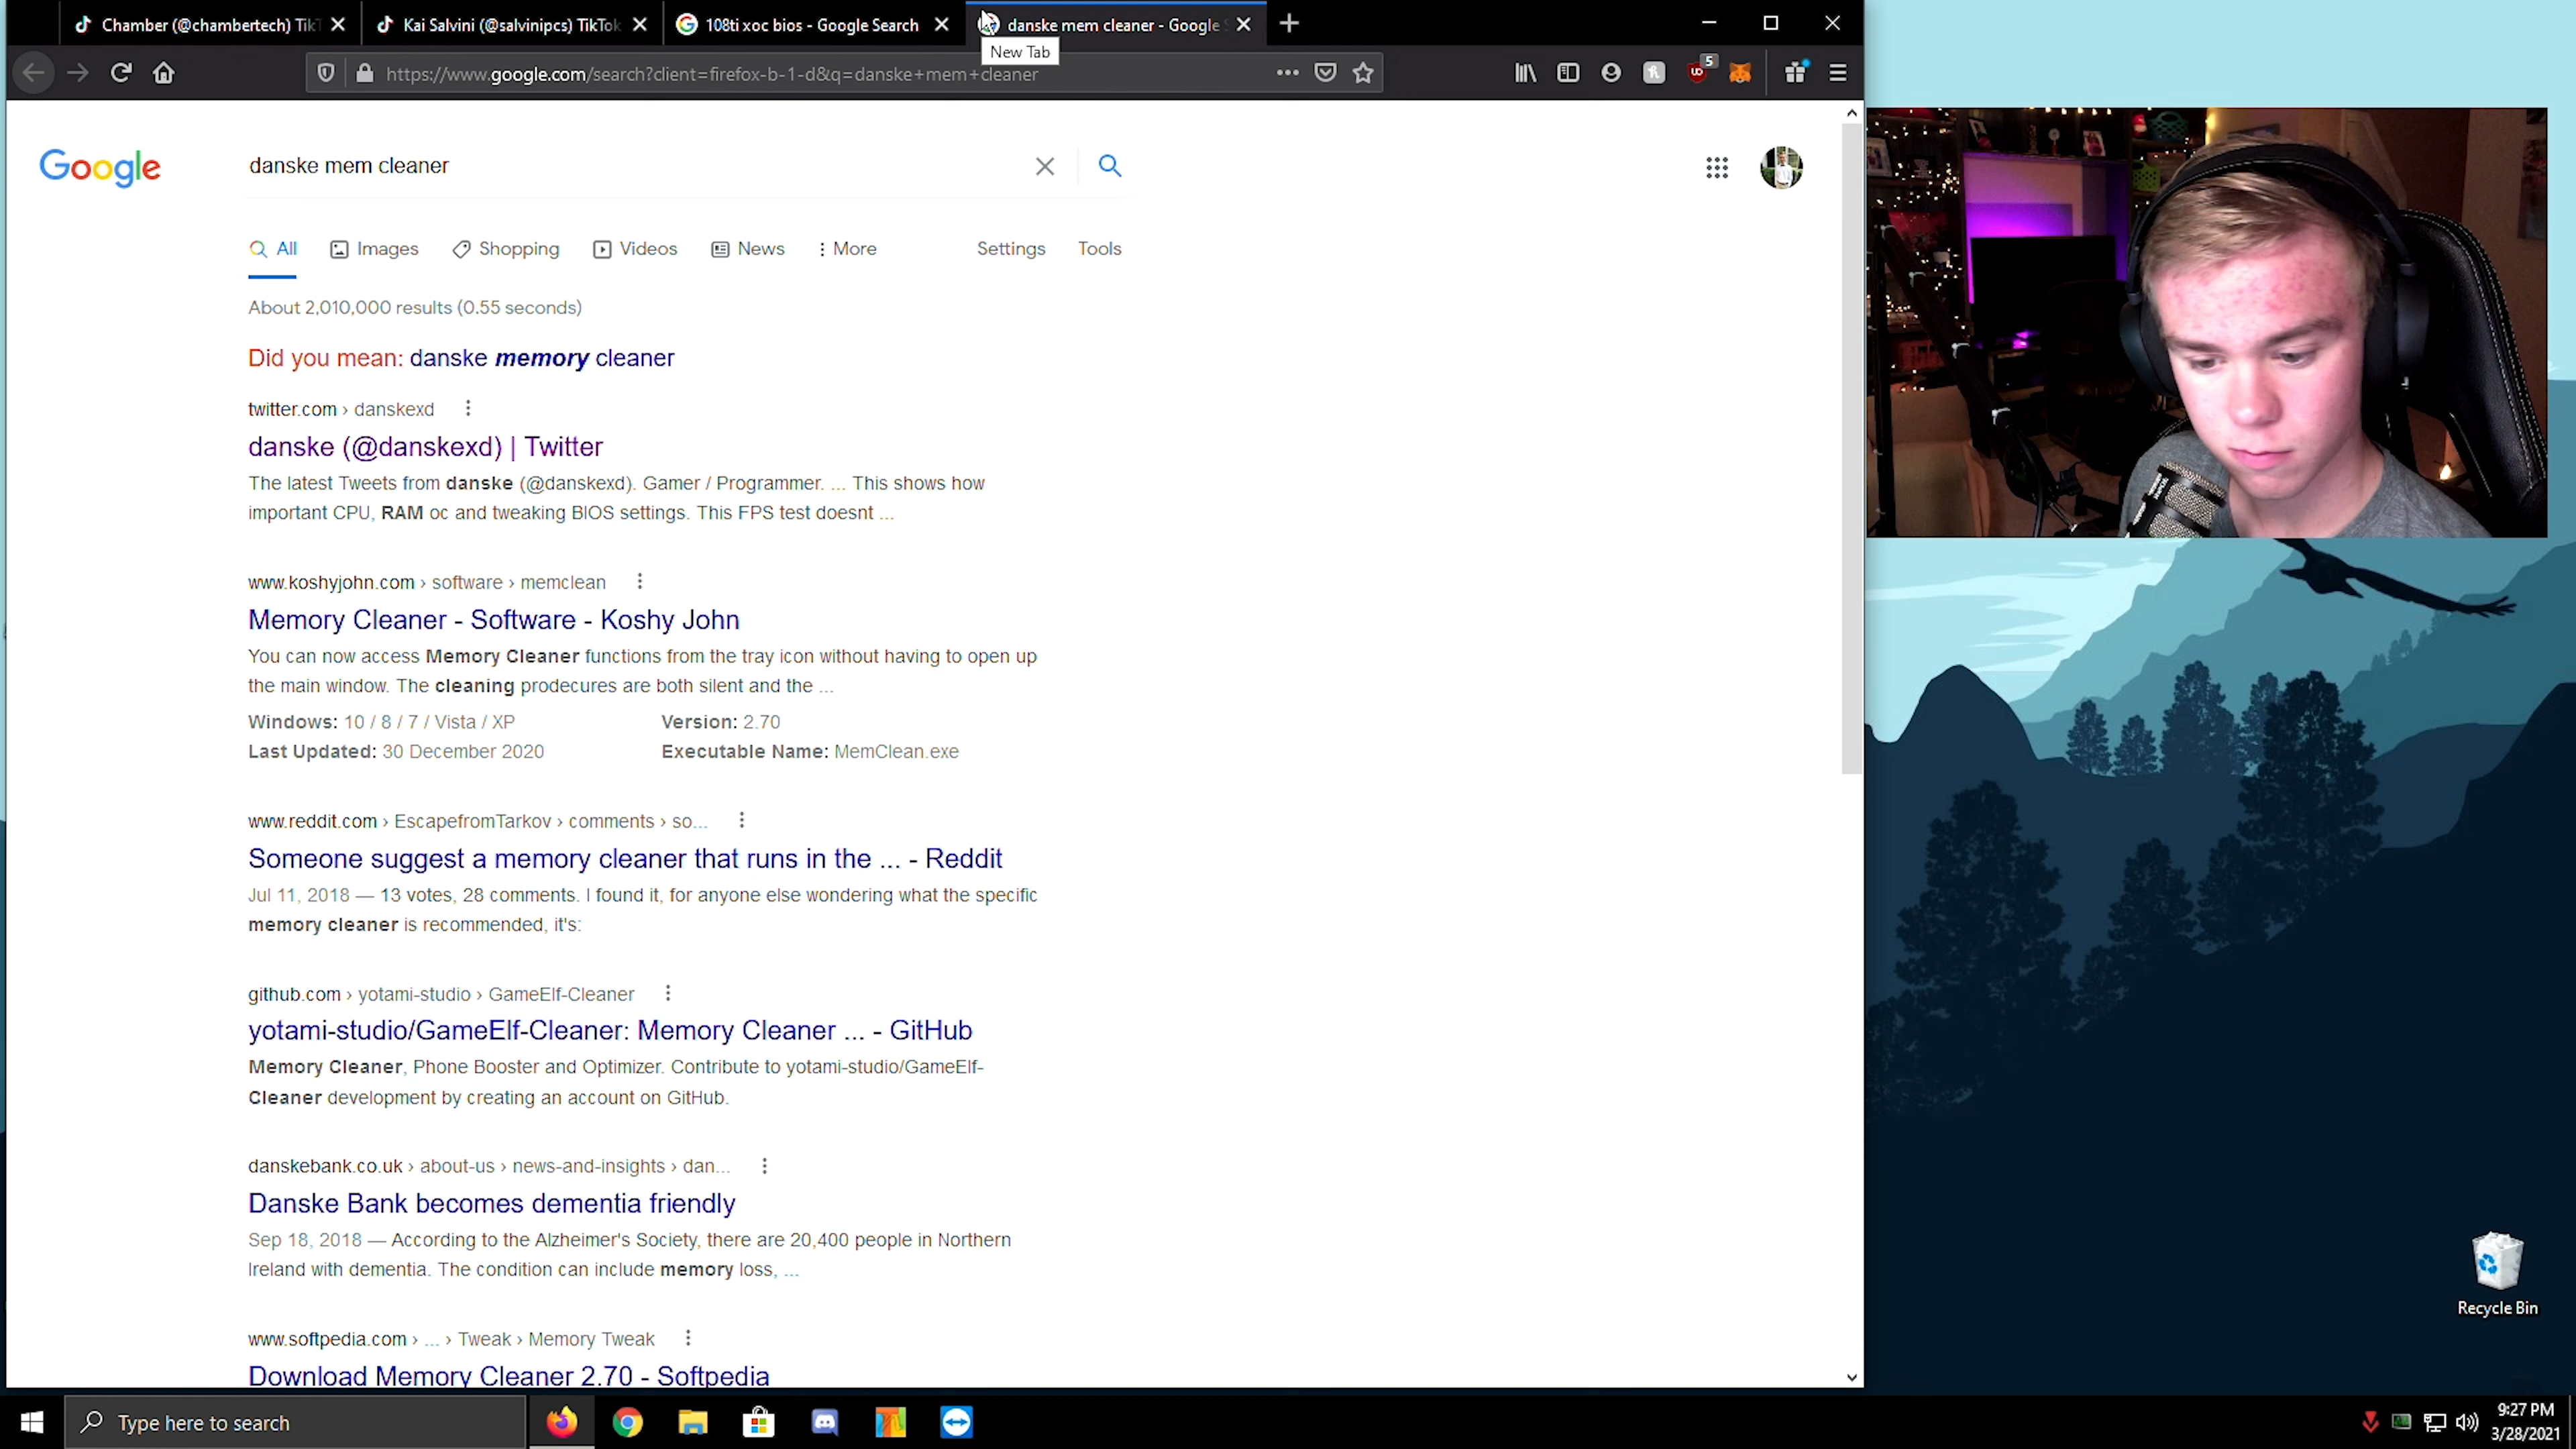 Chamber (@chambertech) TikT
Kai Salvini (@salvinipcs) TikTok
108ti xoc bios - Google Search
danske mem cleaner - Google S
New Tab
https://www.google.com/search?client=firefox-b-1-d&q=danske+mem+cleaner
5
Google
danske mem cleaner
All Images Shopping Videos News More Settings Tools
About 2,010,000 results (0.55 seconds)
Did you mean: danske memory cleaner
twitter.com › danskexd
danske (@danskexd) | Twitter
The latest Tweets from danske (@danskexd). Gamer / Programmer. ... This shows how
important CPU, RAM oc and tweaking BIOS settings. This FPS test doesnt ...
www.koshyjohn.com › software › memclean
Memory Cleaner - Software - Koshy John
You can now access Memory Cleaner functions from the tray icon without having to open up
the main window. The cleaning prodecures are both silent and the ...
Windows: 10 / 8 / 7 / Vista / XP Version: 2.70
Last Updated: 30 December 2020 Executable Name: MemClean.exe
www.reddit.com › EscapefromTarkov › comments › so...
Someone suggest a memory cleaner that runs in the ... - Reddit
Jul 11, 2018 — 13 votes, 28 comments. I found it, for anyone else wondering what the specific
memory cleaner is recommended, it's:
github.com › yotami-studio › GameElf-Cleaner
yotami-studio/GameElf-Cleaner: Memory Cleaner ... - GitHub
Memory Cleaner, Phone Booster and Optimizer. Contribute to yotami-studio/GameElf-
Cleaner development by creating an account on GitHub.
danskebank.co.uk › about-us › news-and-insights › dan...
Danske Bank becomes dementia friendly
Sep 18, 2018 — According to the Alzheimer's Society, there are 20,400 people in Northern
Ireland with dementia. The condition can include memory loss, ...
www.softpedia.com › ... › Tweak › Memory Tweak
Download Memory Cleaner 2.70 - Softpedia
Recycle Bin
Type here to search
9:27 PM
3/28/2021